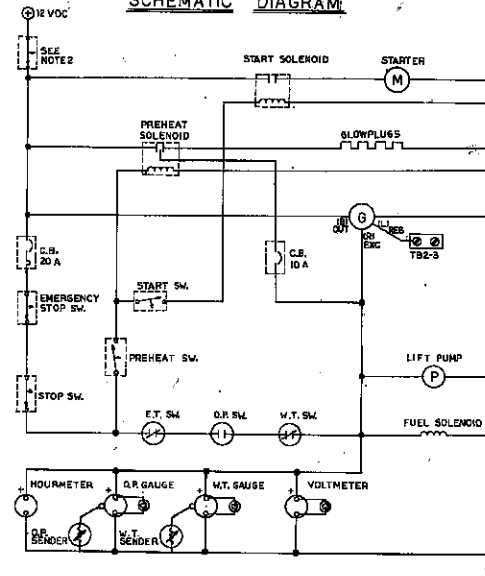 SCHEMATIC DIAGRAM
+ 12 VDC
SEE
NOTE 2
START SOLENOID
STARTER
M
PREHEAT
SOLENOID
GLOWPLUGS
G
(B)
OUT
(R)
EXC
(L)
REG
TB2-3
C.B.
20 A
C.B.
10 A
START SW.
EMERGENCY
STOP SW.
PREHEAT SW.
LIFT PUMP
P
STOP SW.
E.T. SW.
O.P. SW.
W.T. SW.
FUEL SOLENOID
HOURMETER
O.P. GAUGE
W.T. GAUGE
VOLTMETER
+
+
+
+
O.P.
SENDER
W.T.
SENDER